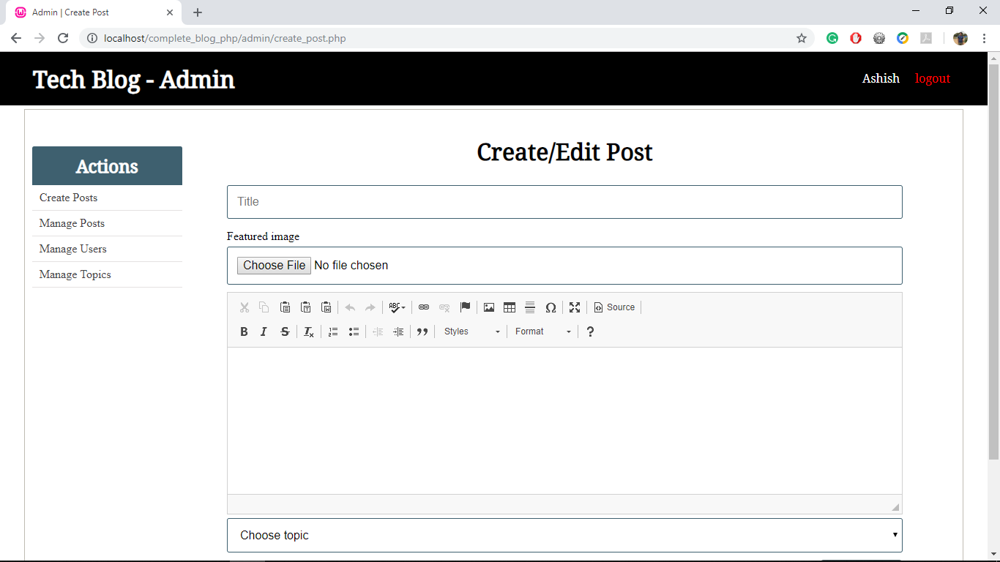 Admin | Create Post
localhost/complete_blog_php/admin/create_post.php
Tech Blog - Admin
Ashish logout
Actions
Create Posts
Manage Posts
Manage Users
Manage Topics
Create/Edit Post
Title
Featured image
Choose File No file chosen
ABC Source
B I S Tx Styles Format ?
Choose topic